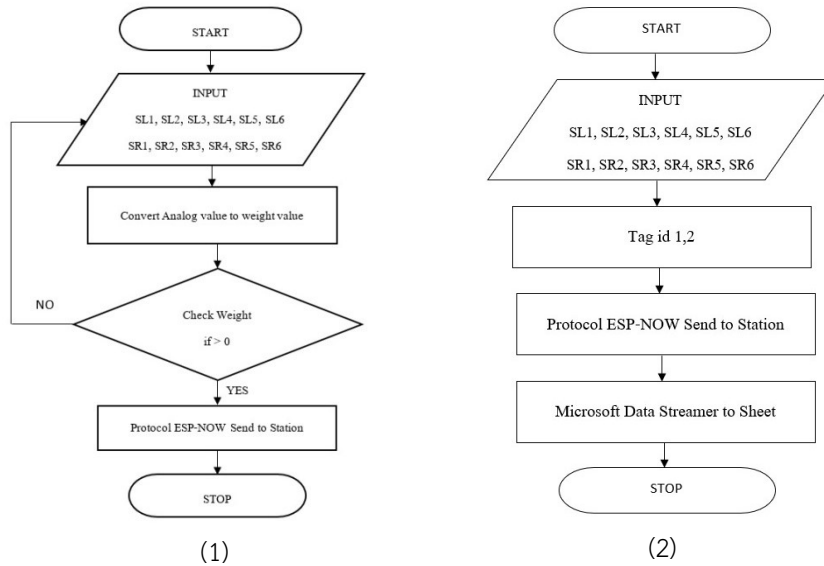 START
INPUT
SL1, SL2, SL3, SL4, SL5, SL6
SR1, SR2, SR3, SR4, SR5, SR6
Convert Analog value to weight value
NO
Check Weight
if > 0
YES
Protocol ESP-NOW Send to Station
STOP
(1)
START
INPUT
SL1, SL2, SL3, SL4, SL5, SL6
SR1, SR2, SR3, SR4, SR5, SR6
Tag id 1,2
Protocol ESP-NOW Send to Station
Microsoft Data Streamer to Sheet
STOP
(2)